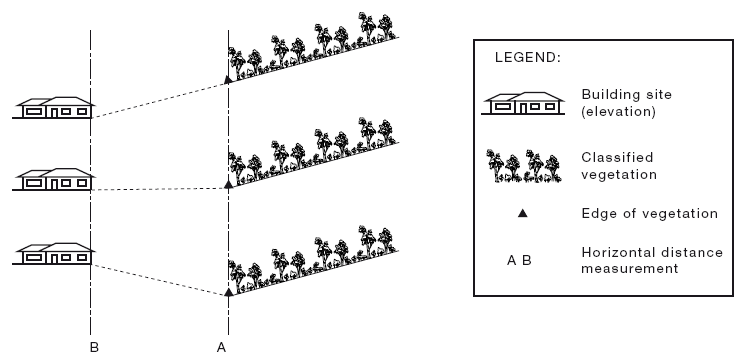 LEGEND:
Building site
(elevation)
Classified
vegetation
Edge of vegetation
A B
Horizontal distance
measurement
B
A